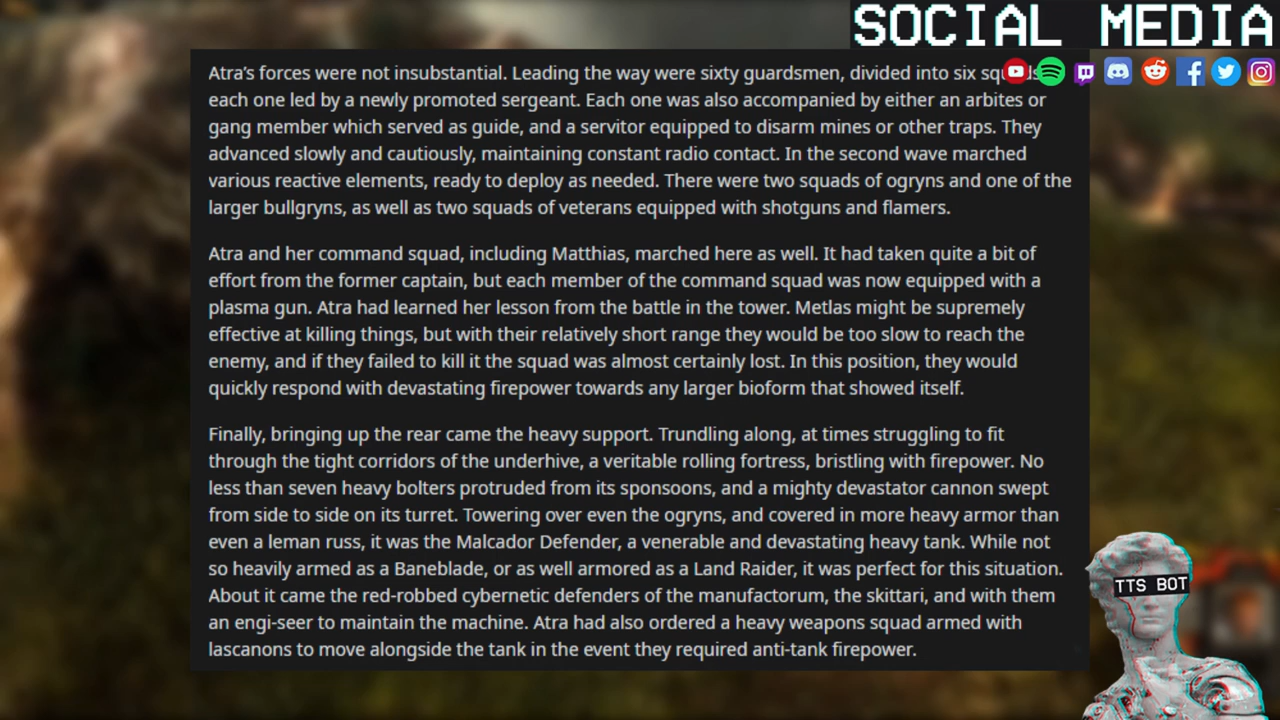 SOCIAL MEDIA
Atra’s forces were not insubstantial. Leading the way were sixty guardsmen, divided into six squads
each one led by a newly promoted sergeant. Each one was also accompanied by either an arbites or
gang member which served as guide, and a servitor equipped to disarm mines or other traps. They
advanced slowly and cautiously, maintaining constant radio contact. In the second wave marched
various reactive elements, ready to deploy as needed. There were two squads of ogryns and one of the
larger bullgryns, as well as two squads of veterans equipped with shotguns and flamers.
Atra and her command squad, including Matthias, marched here as well. It had taken quite a bit of
effort from the former captain, but each member of the command squad was now equipped with a
plasma gun. Atra had learned her lesson from the battle in the tower. Metlas might be supremely
effective at killing things, but with their relatively short range they would be too slow to reach the
enemy, and if they failed to kill it the squad was almost certainly lost. In this position, they would
quickly respond with devastating firepower towards any larger bioform that showed itself.
Finally, bringing up the rear came the heavy support. Trundling along, at times struggling to fit
through the tight corridors of the underhive, a veritable rolling fortress, bristling with firepower. No
less than seven heavy bolters protruded from its sponsoons, and a mighty devastator cannon swept
from side to side on its turret. Towering over even the ogryns, and covered in more heavy armor than
even a leman russ, it was the Malcador Defender, a venerable and devastating heavy tank. While not
so heavily armed as a Baneblade, or as well armored as a Land Raider, it was perfect for this situation.
About it came the red-robbed cybernetic defenders of the manufactorum, the skittari, and with them
an engi-seer to maintain the machine. Atra had also ordered a heavy weapons squad armed with
lascanons to move alongside the tank in the event they required anti-tank firepower.
TTS BOT